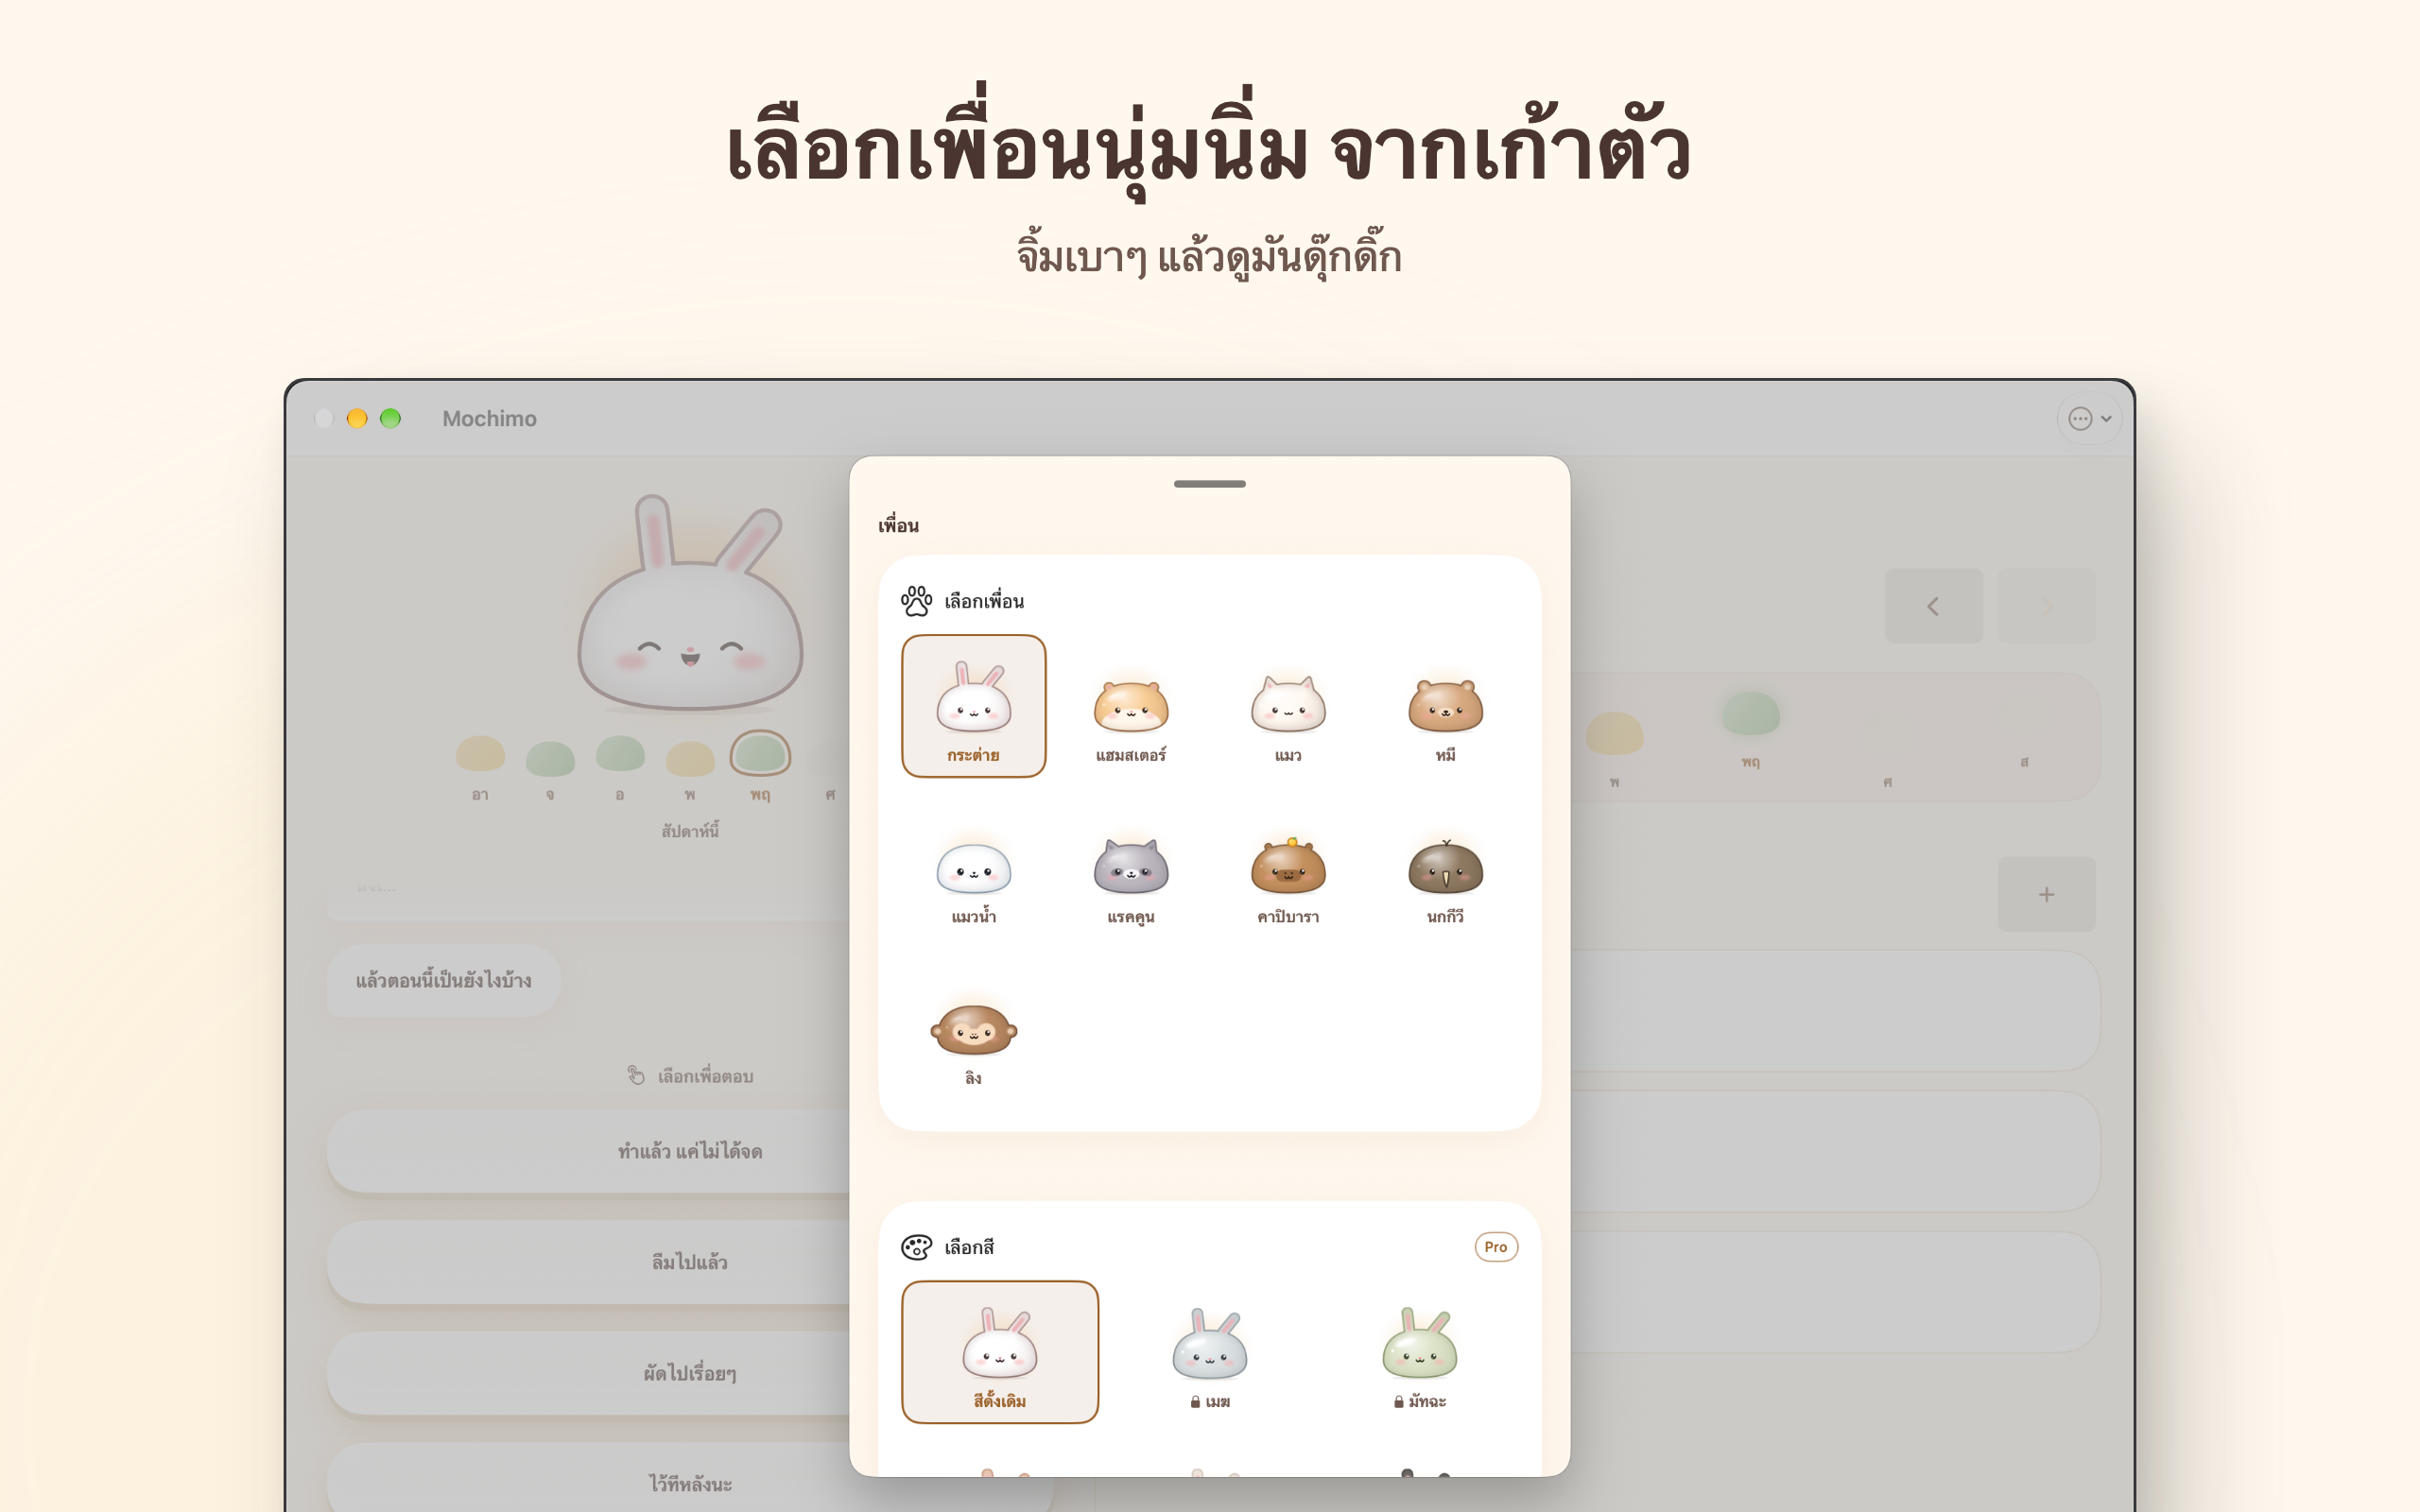 เลือกเพื่อนนุ่มนิ่ม จากเก้าตัว
จิ้มเบาๆ แล้วดูมันดุ๊กดิ๊ก
Mochimo
เพื่อน
เลือกเพื่อน
กระต่าย
แฮมสเตอร์
แมว
หมี
แมวน้ำ
แรคคูน
คาปิบารา
นกกีวี
ลิง
เลือกสี
Pro
สีดั้งเดิม
เมฆ
มัทฉะ
อา
จ
อ
พ
พฤ
ศ
สัปดาห์นี้
แล้วตอนนี้เป็นยังไงบ้าง
เลือกเพื่อตอบ
ทำแล้ว แค่ไม่ได้จด
ลืมไปแล้ว
ผัดไปเรื่อยๆ
ไว้ทีหลังนะ
พ
พฤ
ศ
ส